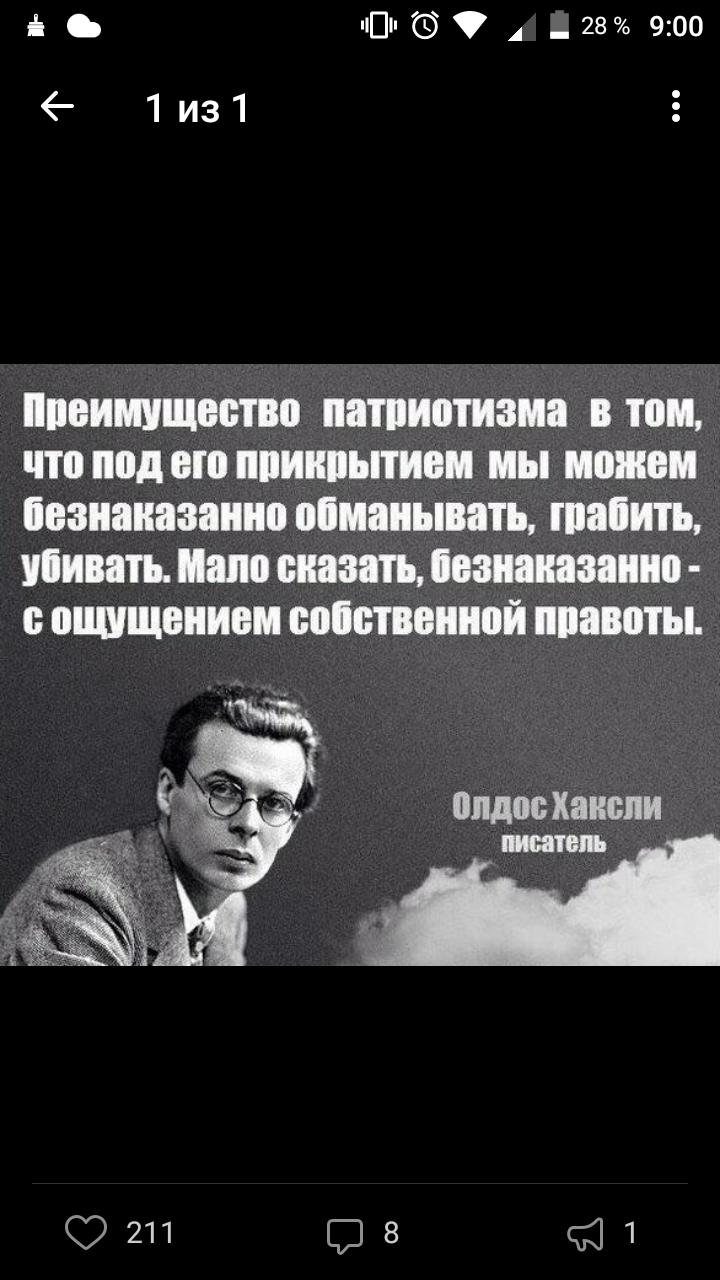 28 % 9:00
1 из 1
Преимущество патриотизма в том,
что под его прикрытием мы можем
безнаказанно обманывать, грабить,
убивать. Мало сказать, безнаказанно -
с ощущением собственной правоты.
Олдос Хаксли
писатель
211 8 1